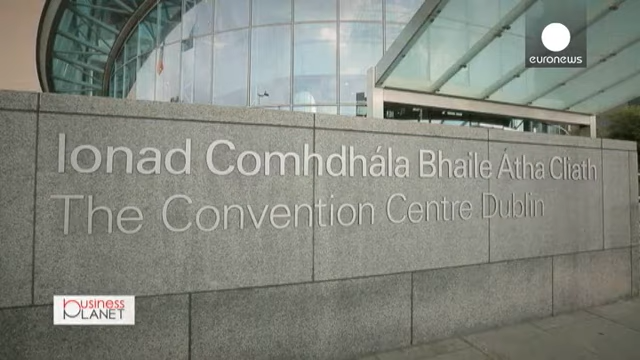 euronews
Ionad Comhdhála Bhaile Átha Cliath
The Convention Centre Dublin
business
PLANET